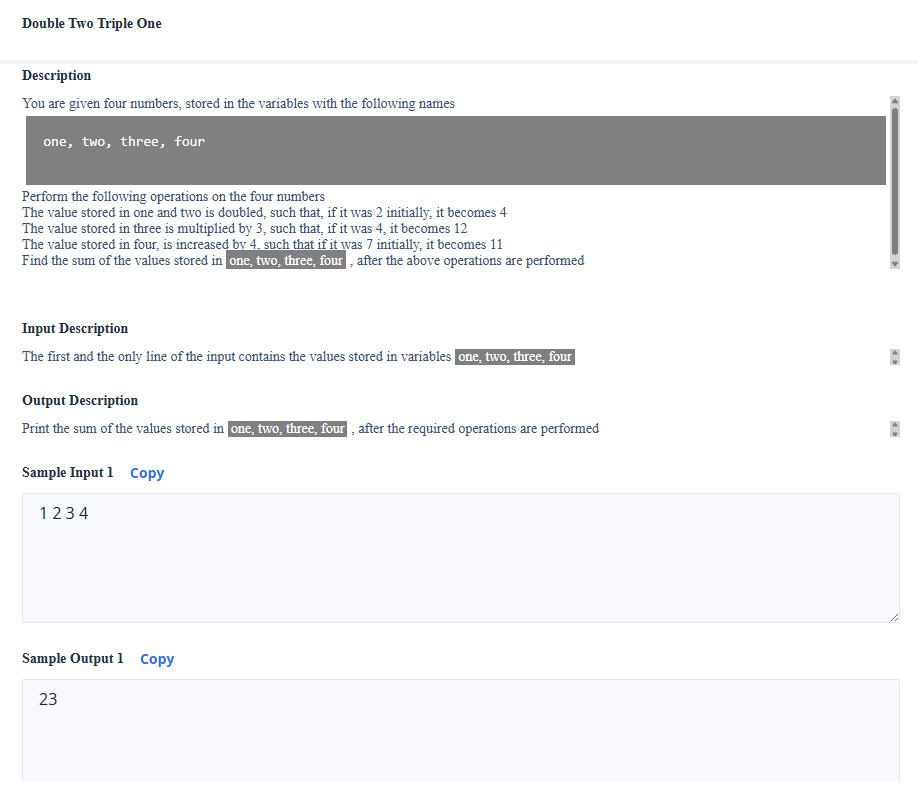 Double Two Triple One
Description
You are given four numbers, stored in the variables with the following names
one, two, three, four
Perform the following operations on the four numbers
The value stored in one and two is doubled, such that, if it was 2 initially, it becomes 4
The value stored in three is multiplied by 3, such that, if it was 4, it becomes 12
The value stored in four, is increased by 4, such that if it was 7 initially, it becomes 11
Find the sum of the values stored in one, two, three, four , after the above operations are performed
Input Description
The first and the only line of the input contains the values stored in variables one, two, three, four
Output Description
Print the sum of the values stored in one, two, three, four , after the required operations are performed
Sample Input 1 Copy
1 2 3 4
Sample Output 1 Copy
23